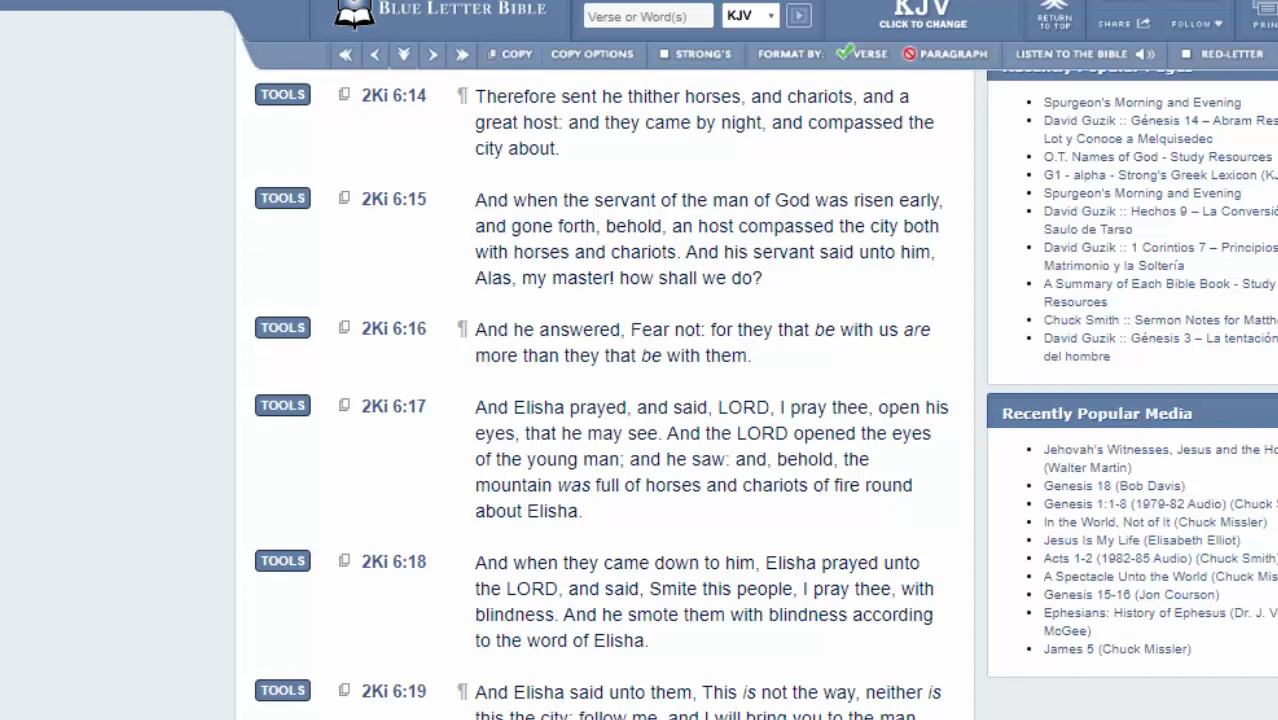 BLUE LETTER BIBLE
Verse or Word(s)
KJV
KJV
CLICK TO CHANGE
RETURN
TO TOP
SHARE
FOLLOW
COPY
COPY OPTIONS
STRONG'S
FORMAT BY:
VERSE
PARAGRAPH
LISTEN TO THE BIBLE
RED-LETTER
TOOLS
2Ki 6:14
¶ Therefore sent he thither horses, and chariots, and a
great host: and they came by night, and compassed the
city about.
TOOLS
2Ki 6:15
And when the servant of the man of God was risen early,
and gone forth, behold, an host compassed the city both
with horses and chariots. And his servant said unto him,
Alas, my master! how shall we do?
TOOLS
2Ki 6:16
¶ And he answered, Fear not: for they that be with us are
more than they that be with them.
TOOLS
2Ki 6:17
And Elisha prayed, and said, LORD, I pray thee, open his
eyes, that he may see. And the LORD opened the eyes
of the young man; and he saw: and, behold, the
mountain was full of horses and chariots of fire round
about Elisha.
TOOLS
2Ki 6:18
And when they came down to him, Elisha prayed unto
the LORD, and said, Smite this people, I pray thee, with
blindness. And he smote them with blindness according
to the word of Elisha.
TOOLS
2Ki 6:19
¶ And Elisha said unto them, This is not the way, neither is
this the city: follow me, and I will bring you to the man
Recently Popular Pages
Spurgeon's Morning and Evening
David Guzik :: Génesis 14 – Abram
Lot y Conoce a Melquisedec
O.T. Names of God - Study Resources
G1 - alpha - Strong's Greek Lexicon
Spurgeon's Morning and Evening
David Guzik :: Hechos 9 – La
Saulo de Tarso
David Guzik :: 1 Corintios 7 – Principios
Matrimonio y la Soltería
A Summary of Each Bible Book - Study
Resources
Chuck Smith :: Sermon Notes for
David Guzik :: Génesis 3 – La tentación
del hombre
Recently Popular Media
Jehovah's Witnesses, Jesus and the
(Walter Martin)
Genesis 18 (Bob Davis)
Genesis 1:1-8 (1979-82 Audio) (Chuck
In the World, Not of It (Chuck Missler)
Jesus Is My Life (Elisabeth Elliot)
Acts 1-2 (1982-85 Audio) (Chuck Smith)
A Spectacle Unto the World (Chuck
Genesis 15-16 (Jon Courson)
Ephesians: History of Ephesus (Dr. J.
McGee)
James 5 (Chuck Missler)